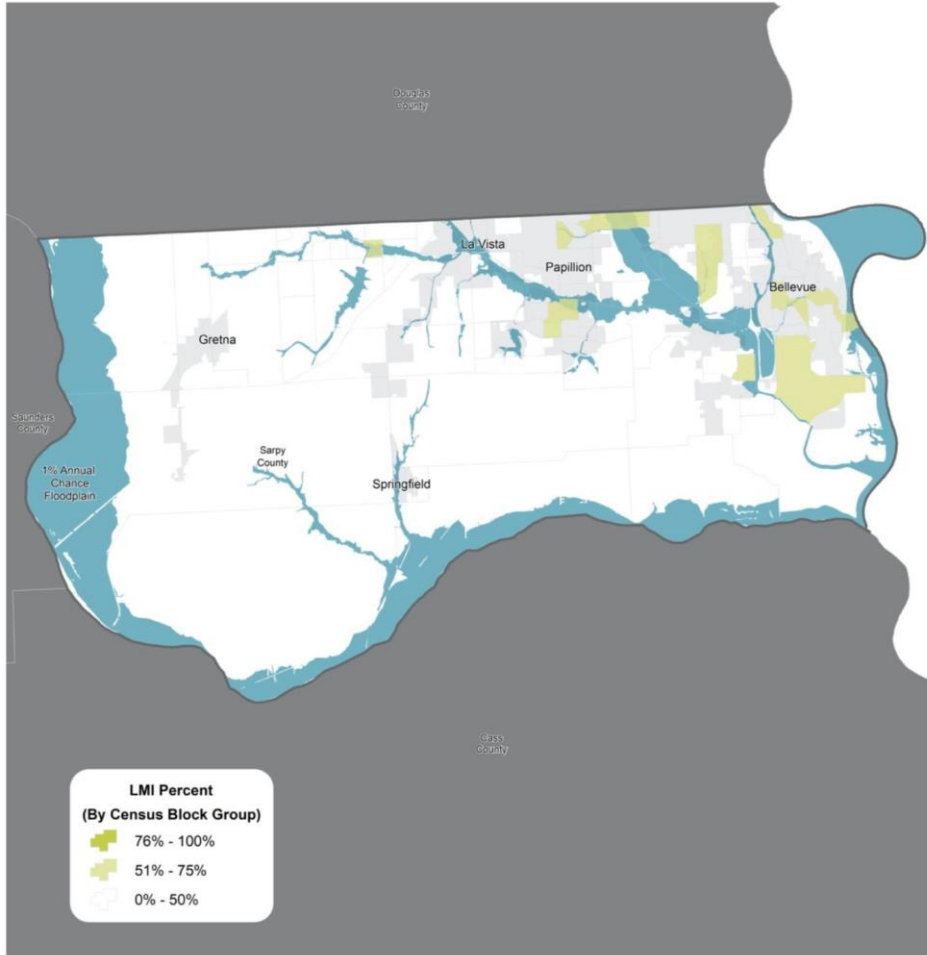 Douglas
County
La Vista
Papillion
Bellevue
Gretna
Saunders
County
Sarpy
County
1% Annual
Chance
Floodplain
Springfield
Cass
County
LMI Percent
(By Census Block Group)
76% - 100%
51% - 75%
0% - 50%